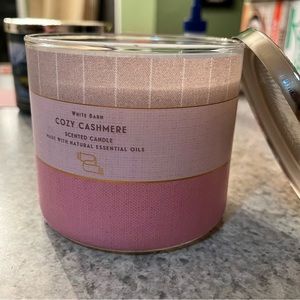 White Barn
COZY CASHMERE
SCENTED CANDLE
MADE WITH NATURAL ESSENTIAL OILS